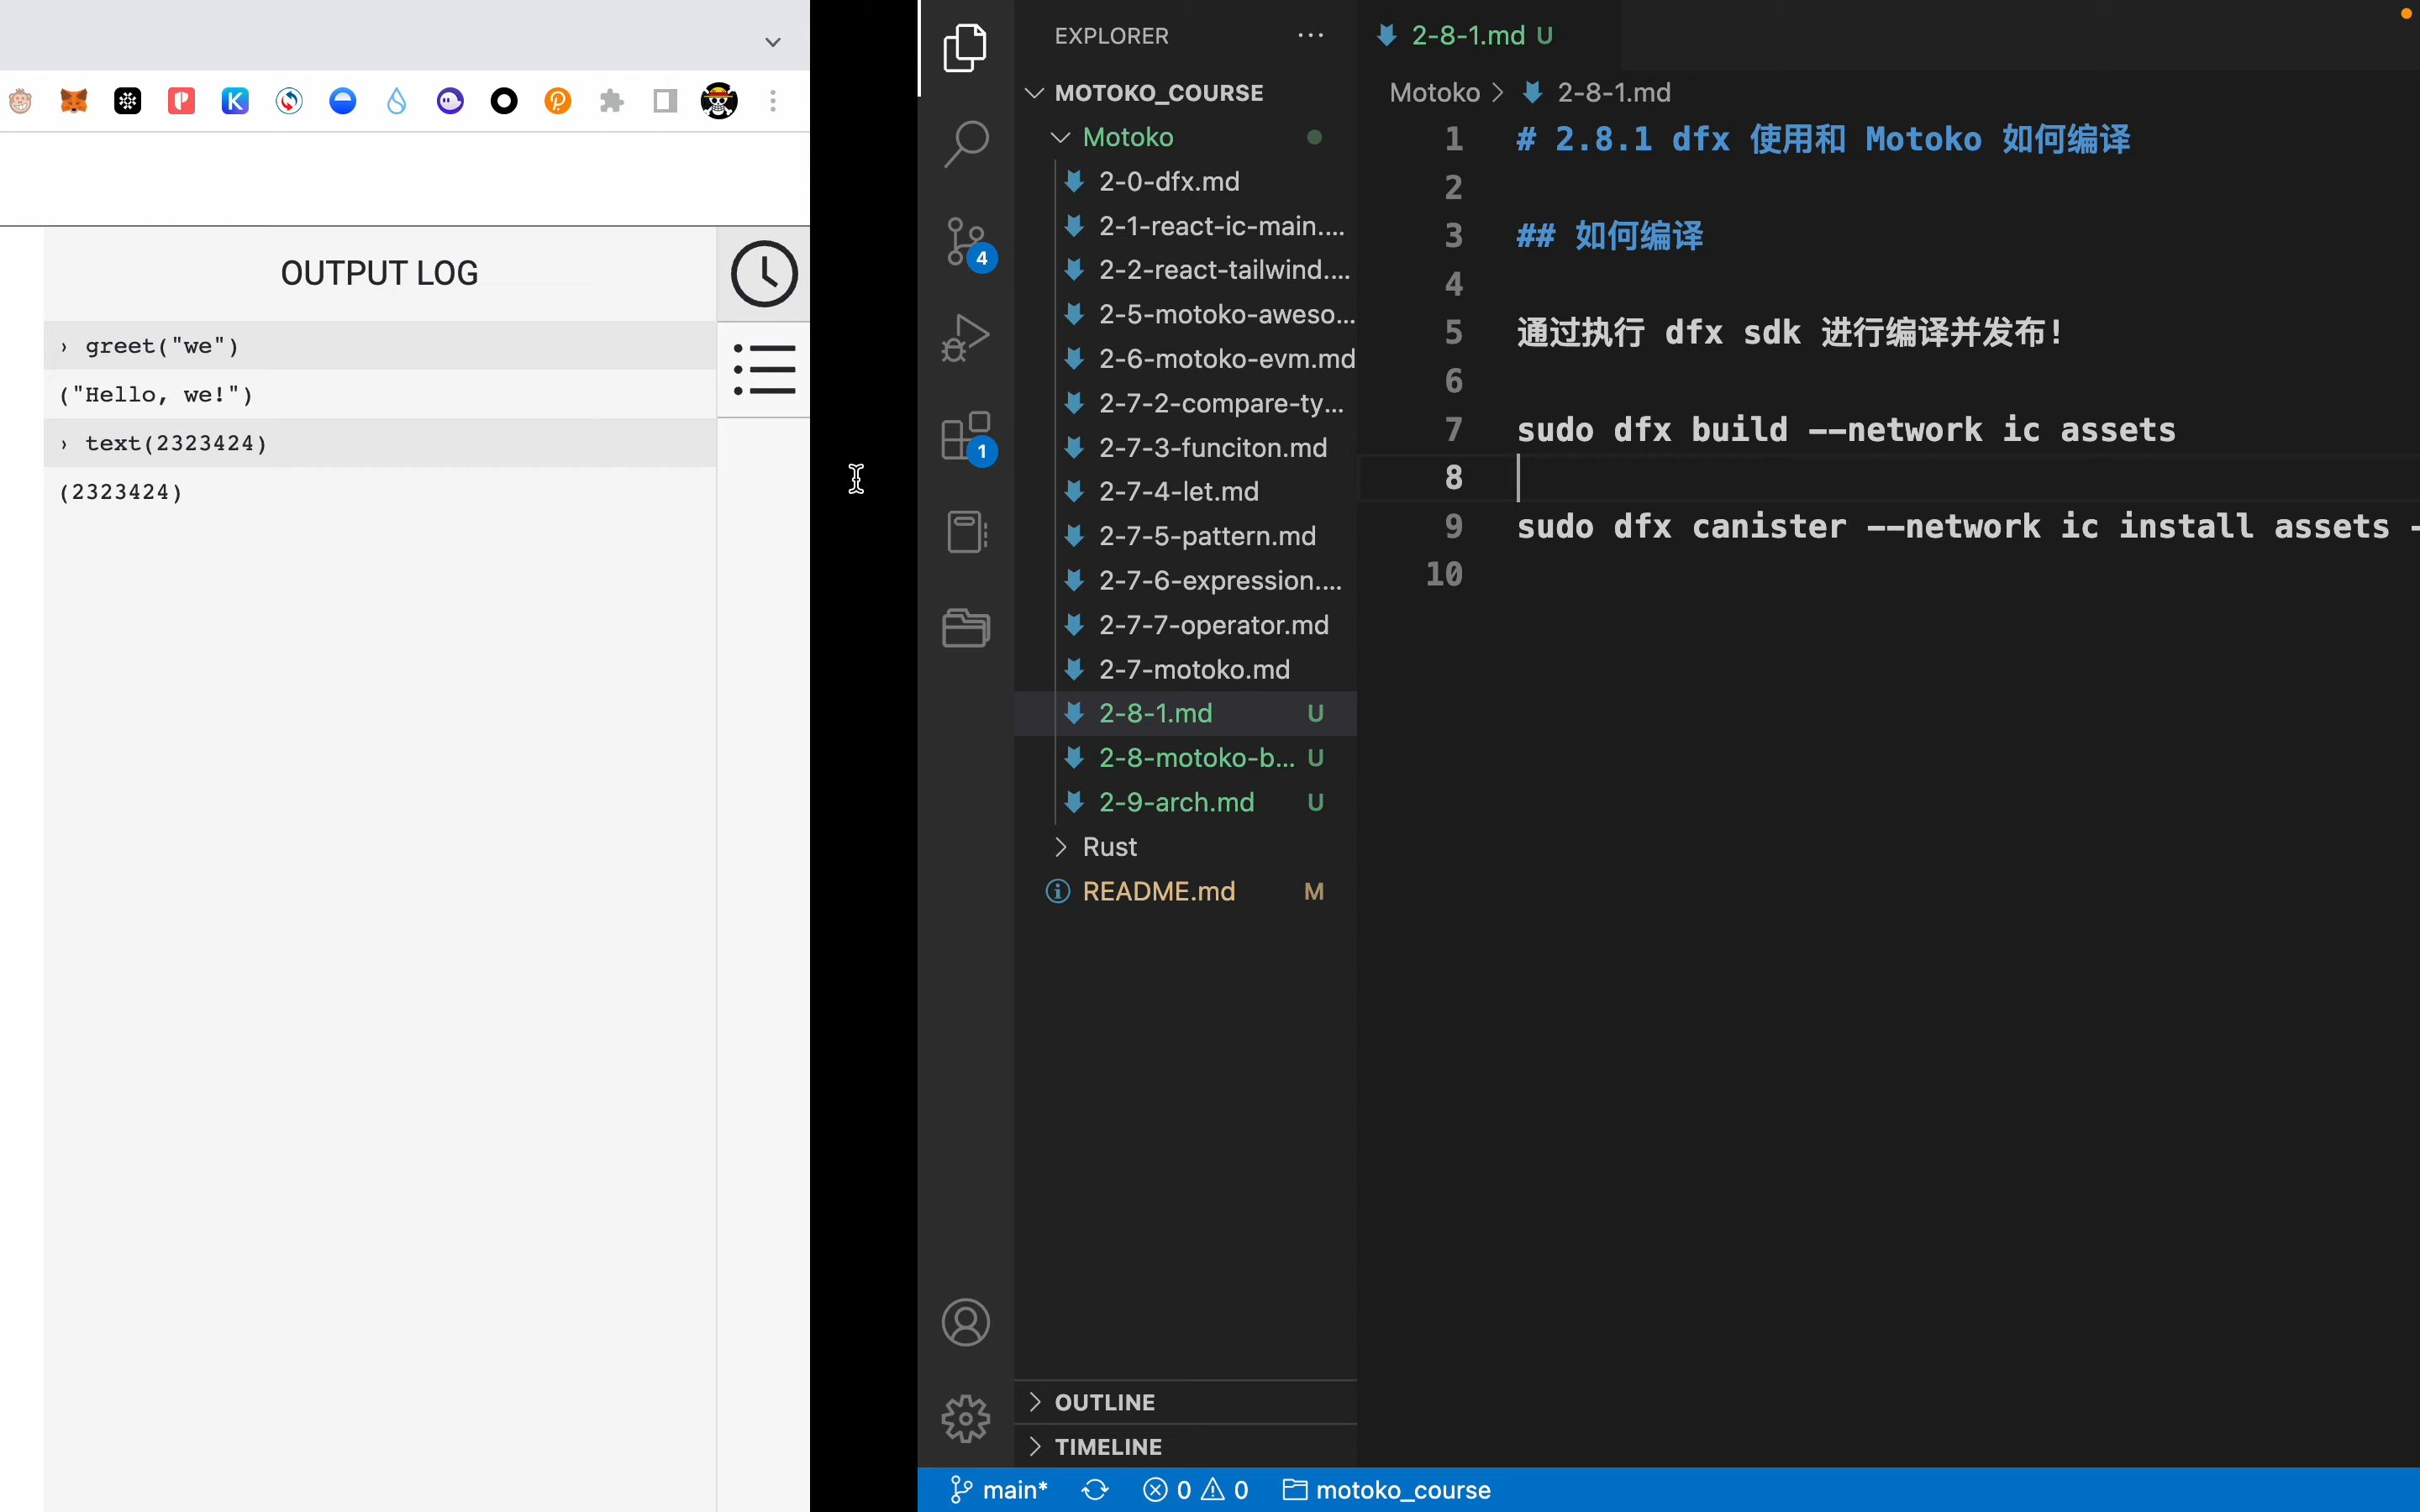 OUTPUT LOG
› greet("we")
("Hello, we!")
› text(2323424)
(2323424)
4
1
EXPLORER
MOTOKO_COURSE
Motoko
2-0-dfx.md
2-1-react-ic-main....
2-2-react-tailwind....
2-5-motoko-aweso...
2-6-motoko-evm.md
2-7-2-compare-ty...
2-7-3-funciton.md
2-7-4-let.md
2-7-5-pattern.md
2-7-6-expression....
2-7-7-operator.md
2-7-motoko.md
2-8-1.md U
2-8-motoko-b... U
2-9-arch.md U
Rust
README.md M
OUTLINE
TIMELINE
2-8-1.md U
Motoko > 2-8-1.md
1 # 2.8.1 dfx 使用和 Motoko 如何编译
2
3 ## 如何编译
4
5 通过执行 dfx sdk 进行编译并发布!
6
7 sudo dfx build --network ic assets
8
9 sudo dfx canister --network ic install assets -
10
main* 0 0 motoko_course